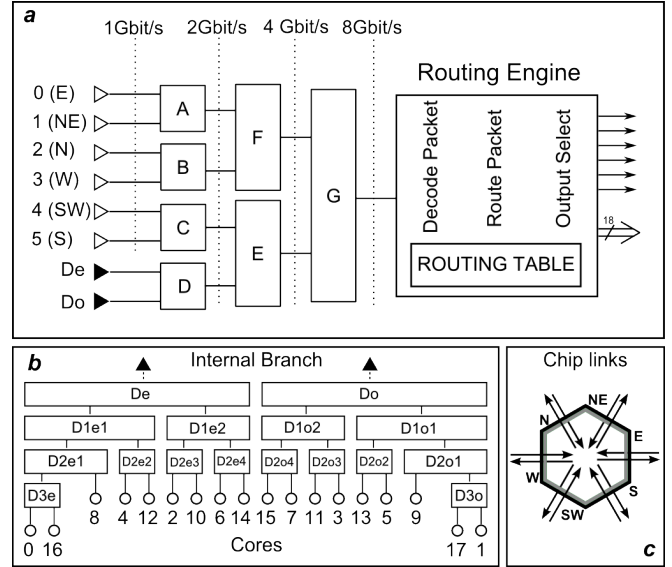 a
1Gbit/s 2Gbit/s 4 Gbit/s 8Gbit/s
Routing Engine
0 (E)
1 (NE)
2 (N)
3 (W)
4 (SW)
5 (S)
De
Do
A
B
C
D
F
E
G
Decode Packet
Route Packet
Output Select
18
ROUTING TABLE
b Internal Branch
De Do
D1e1 D1e2 D1o2 D1o1
D2e1 D2e2 D2e3 D2e4 D2o4 D2o3 D2o2 D2o1
D3e D3o
8 4 12 2 10 6 14 15 7 11 3 13 5 9
0 16 Cores 17 1
Chip links
NE
N
E
W
S
SW
c